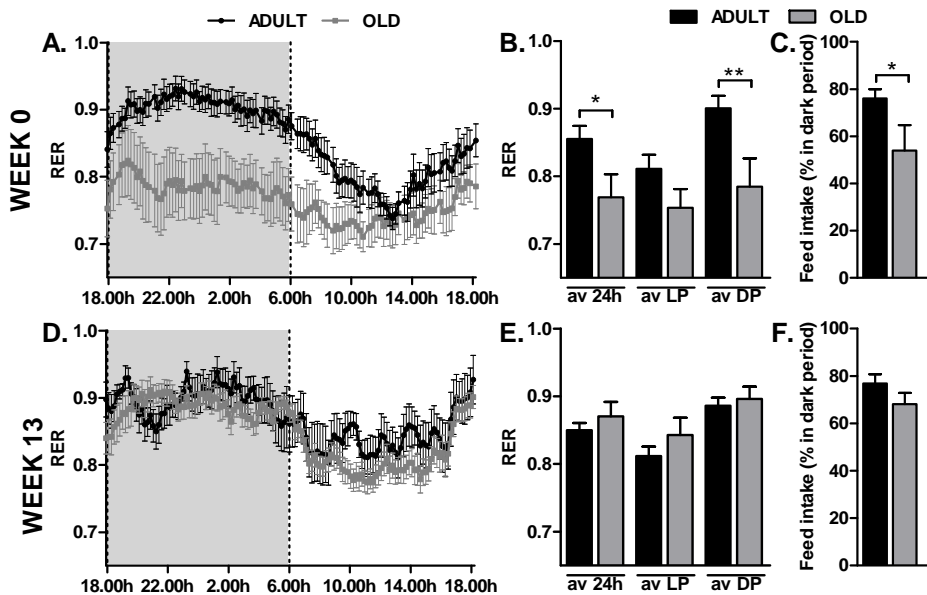 ADULT OLD
ADULT OLD
A.
B.
C.
WEEK 0
RER
1.0
0.9
0.8
0.7
18.00h 22.00h 2.00h 6.00h 10.00h 14.00h 18.00h
RER
1.0
0.9
0.8
0.7
*
**
av 24h av LP av DP
Feed intake (% in dark period)
100
80
60
40
20
0
*
D.
E.
F.
WEEK 13
RER
1.0
0.9
0.8
0.7
18.00h 22.00h 2.00h 6.00h 10.00h 14.00h 18.00h
RER
1.0
0.9
0.8
0.7
av 24h av LP av DP
Feed intake (% in dark period)
100
80
60
40
20
0